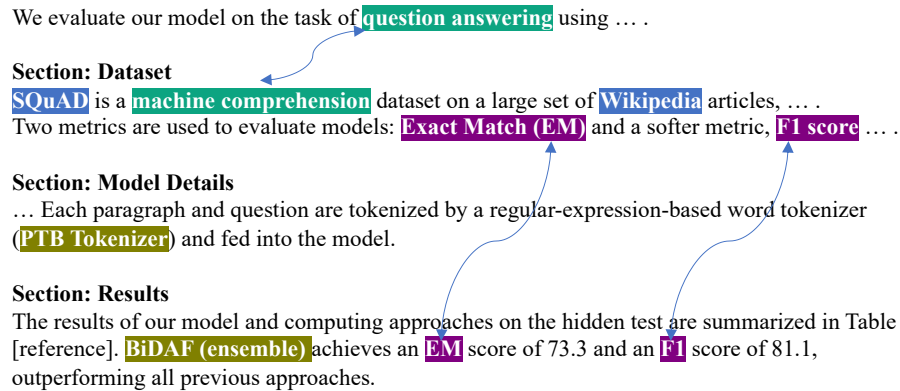 We evaluate our model on the task of question answering using … .
Section: Dataset
SQuAD is a machine comprehension dataset on a large set of Wikipedia articles, … .
Two metrics are used to evaluate models: Exact Match (EM) and a softer metric, F1 score … .
Section: Model Details
… Each paragraph and question are tokenized by a regular-expression-based word tokenizer
(PTB Tokenizer) and fed into the model.
Section: Results
The results of our model and computing approaches on the hidden test are summarized in Table
[reference]. BiDAF (ensemble) achieves an EM score of 73.3 and an F1 score of 81.1,
outperforming all previous approaches.